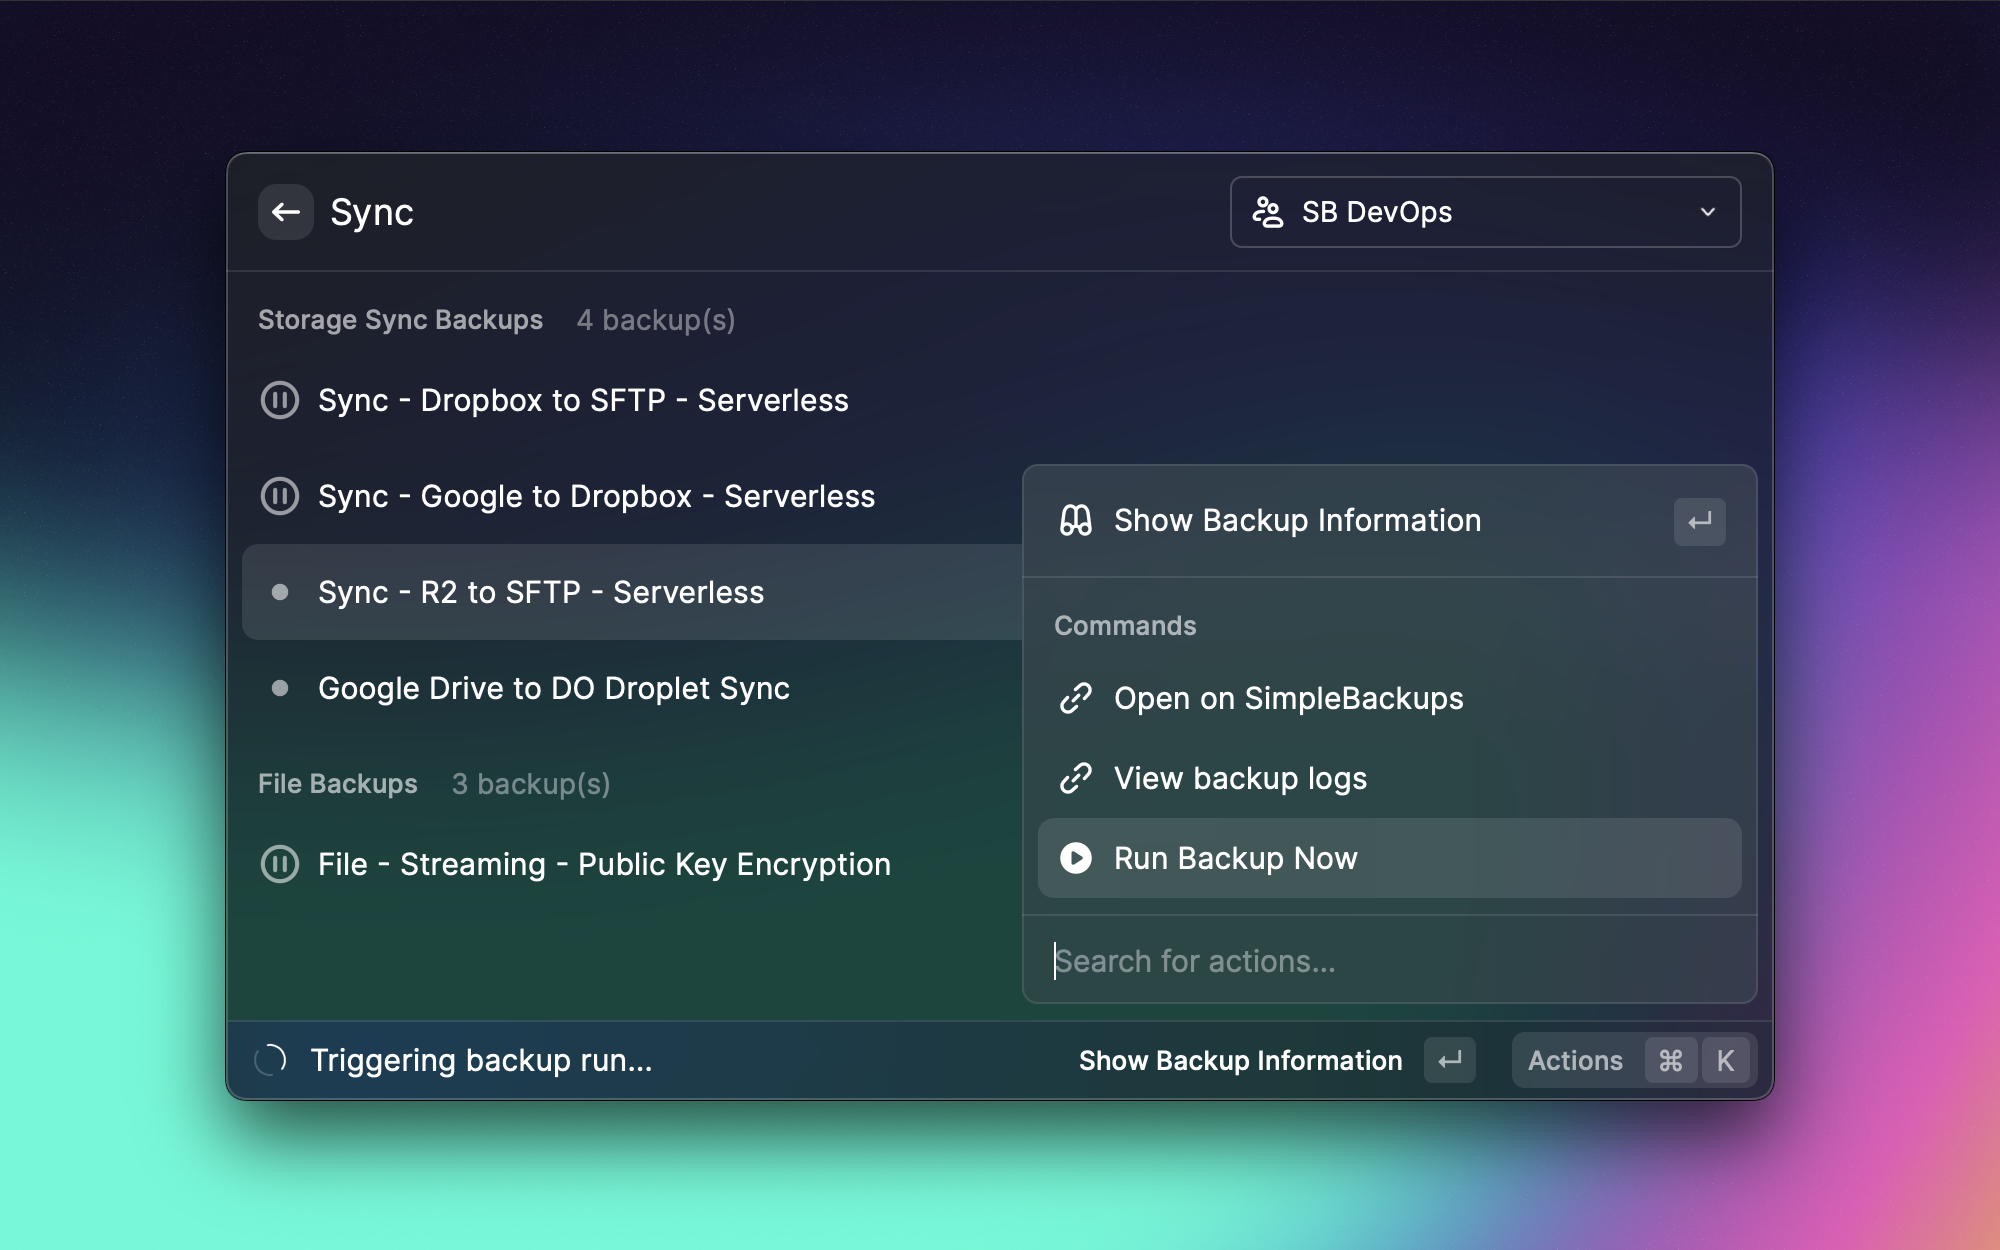 Sync
SB DevOps
Storage Sync Backups 4 backup(s)
Sync - Dropbox to SFTP - Serverless
Sync - Google to Dropbox - Serverless
Sync - R2 to SFTP - Serverless
Google Drive to DO Droplet Sync
File Backups 3 backup(s)
File - Streaming - Public Key Encryption
Show Backup Information
Commands
Open on SimpleBackups
View backup logs
Run Backup Now
Search for actions...
Triggering backup run...
Show Backup Information
Actions ⌘ K